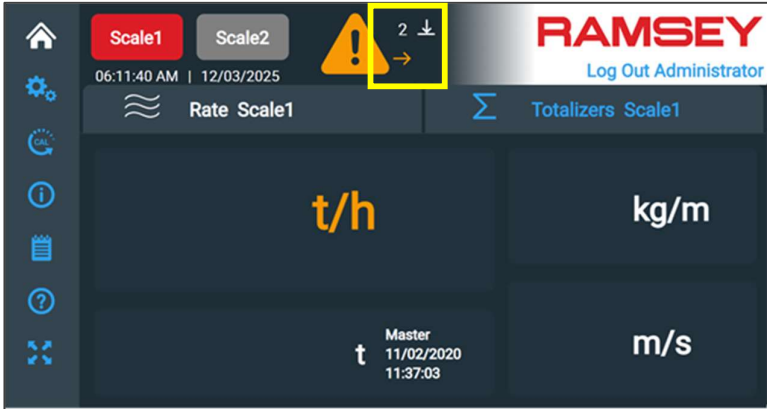 Scale1 Scale2 2 RAMSEY
06:11:40 AM | 12/03/2025 Log Out Administrator
Rate Scale1 Totalizers Scale1
CAL
t/h
kg/m
t
Master
11/02/2020
11:37:03
m/s